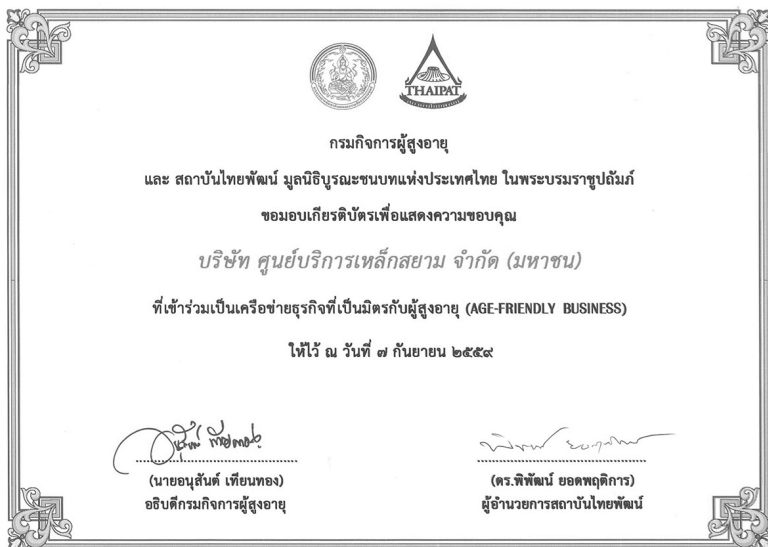 THAIPAT
กรมกิจการผู้สูงอายุ
และ สถาบันไทยพัฒน์ มูลนิธิบูรณะชนบทแห่งประเทศไทย ในพระบรมราชูปถัมภ์
ขอมอบเกียรติบัตรเพื่อแสดงความขอบคุณ
บริษัท ศูนย์บริการเหล็กสยาม จำกัด (มหาชน)
ที่เข้าร่วมเป็นเครือข่ายธุรกิจที่เป็นมิตรกับผู้สูงอายุ (AGE-FRIENDLY BUSINESS)
ให้ไว้ ณ วันที่ ๗ กันยายน ๒๕๕๙
(นายอนุสันต์ เทียนทอง)
อธิบดีกรมกิจการผู้สูงอายุ
(ดร.พิพัฒน์ ยอดพฤติการ)
ผู้อำนวยการสถาบันไทยพัฒน์